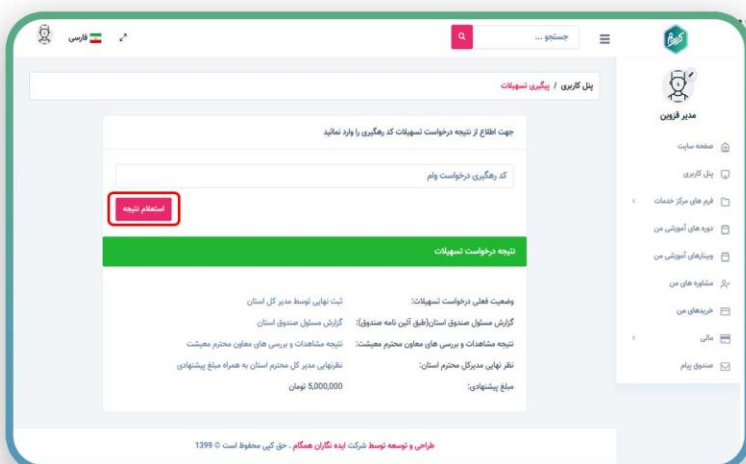 جستجو ...
فارسی
مدیر قزوین
صفحه سایت
پنل کاربری
فرم های مرکز خدمات
دوره های آموزشی من
وبینارهای آموزشی من
مشاوره های من
خریدهای من
مالی
صندوق پیام
پنل کاربری / پیگیری تسهیلات
جهت اطلاع از نتیجه درخواست تسهیلات کد رهگیری را وارد نمائید
کد رهگیری درخواست وام
استعلام نتیجه
نتیجه درخواست تسهیلات
وضعیت فعلی درخواست تسهیلات: ثبت نهایی توسط مدیر کل استان
گزارش مسئول صندوق استان(طبق آئین نامه صندوق): گزارش مسئول صندوق استان
نتیجه مشاهدات و بررسی های معاون محترم معیشت: نتیجه مشاهدات و بررسی های معاون محترم معیشت
نظر نهایی مدیرکل محترم استان: نظرنهایی مدیر کل محترم استان به همراه مبلغ پیشنهادی
مبلغ پیشنهادی: 5,000,000 تومان
طراحی و توسعه توسط شرکت ایده نگاران همگام . حق کپی محفوظ است © 1399